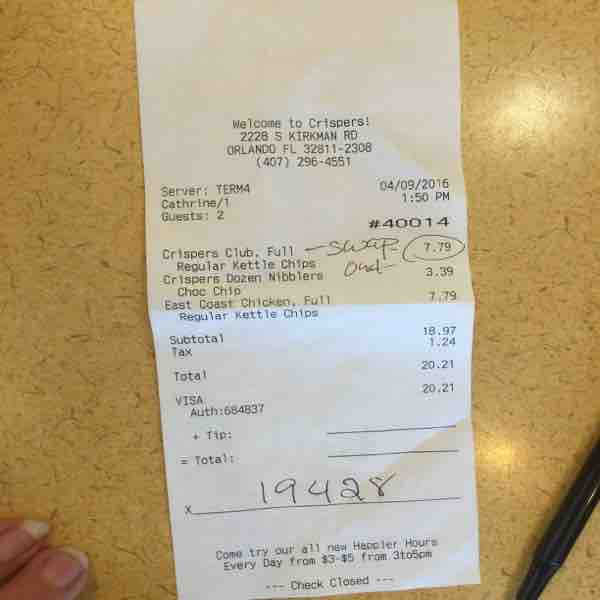 Welcome to Crispers!
2228 S KIRKMAN RD
ORLANDO FL 32811-2308
(407) 296-4551
Server: TERM4 04/09/2016
Cathrine/1 1:50 PM
Guests: 2
#40014
Crispers Club, Full - swap 7.79
Regular Kettle Chips out
Crispers Dozen Nibblers 3.39
Choc Chip
East Coast Chicken, Full 7.79
Regular Kettle Chips
Subtotal 18.97
Tax 1.24
Total 20.21
VISA 20.21
Auth:684837
+ Tip:
= Total:
x 19428
Come try our all new Happier Hours
Every Day from $3-$5 from 3to5pm
--- Check Closed ---